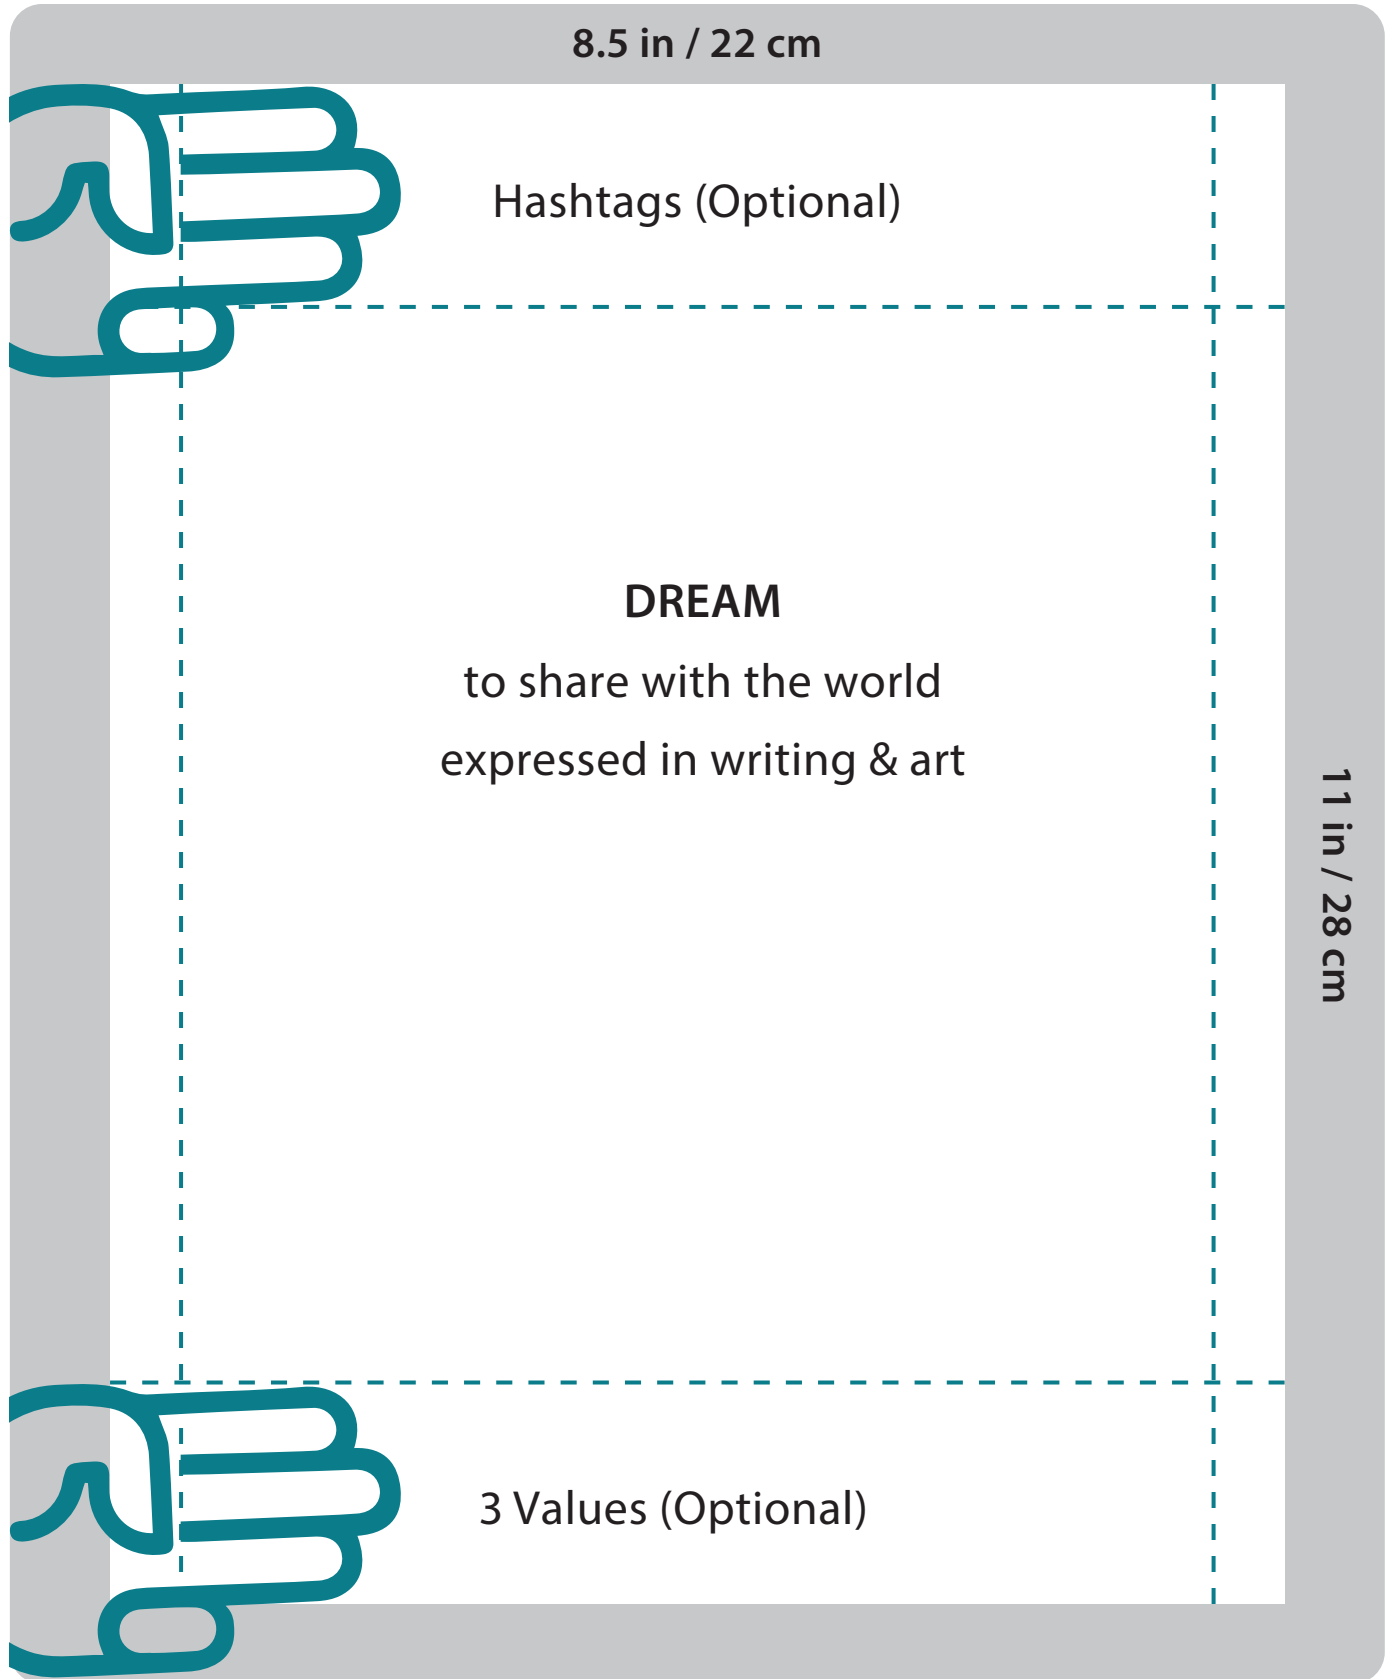 8.5 in / 22 cm
Hashtags (Optional)
DREAM
to share with the world
expressed in writing & art
11 in / 28 cm
3 Values (Optional)